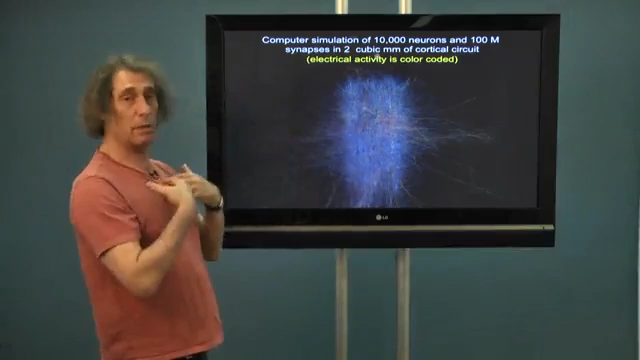 Computer simulation of 10,000 neurons and 100 M
synapses in 2 cubic mm of cortical circuit
(electrical activity is color coded)
LG